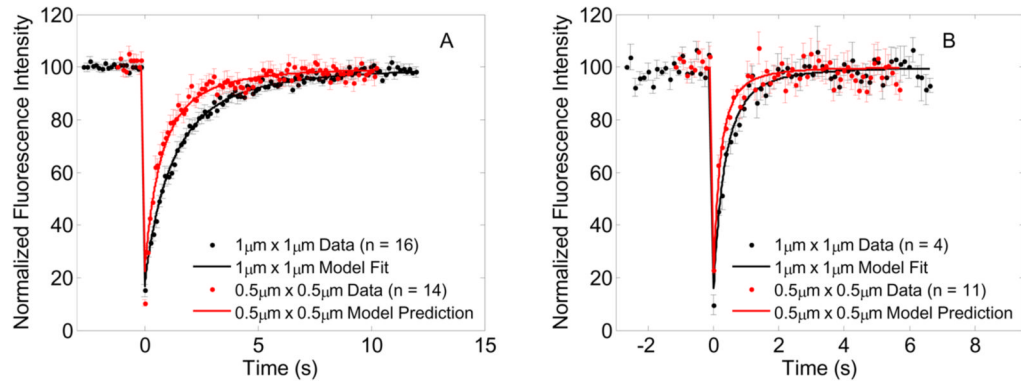 A
Normalized Fluorescence Intensity
120
100
80
60
40
20
0
1μm x 1μm Data (n = 16)
1μm x 1μm Model Fit
0.5μm x 0.5μm Data (n = 14)
0.5μm x 0.5μm Model Prediction
0 5 10 15
Time (s)
B
Normalized Fluorescence Intensity
120
100
80
60
40
20
0
1μm x 1μm Data (n = 4)
1μm x 1μm Model Fit
0.5μm x 0.5μm Data (n = 11)
0.5μm x 0.5μm Model Prediction
-2 0 2 4 6 8
Time (s)